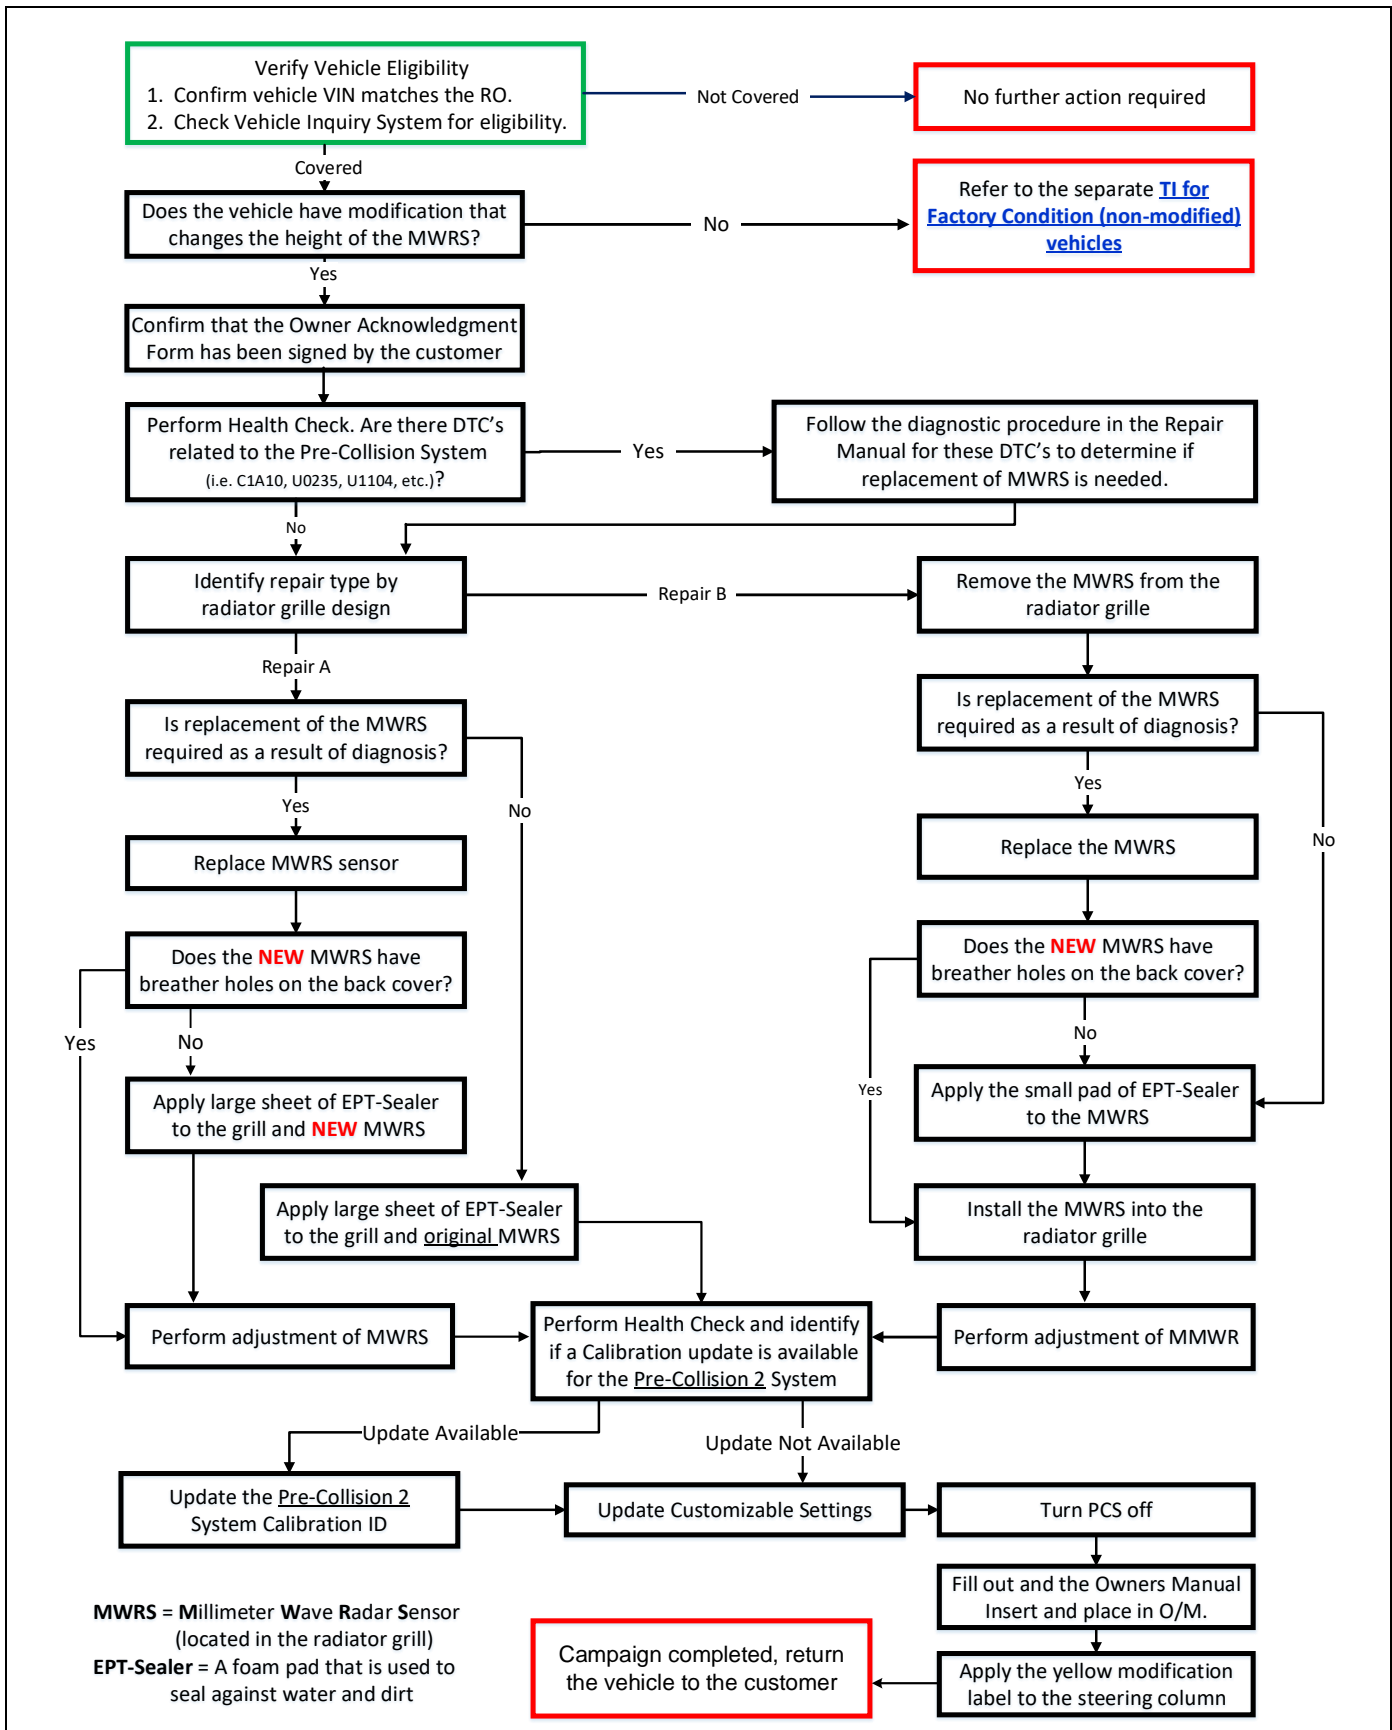 Verify Vehicle Eligibility
1. Confirm vehicle VIN matches the RO.
2. Check Vehicle Inquiry System for eligibility.
Not Covered
No further action required
Covered
Does the vehicle have modification that
changes the height of the MWRS?
No
Refer to the separate TI for
Factory Condition (non-modified)
vehicles
Yes
Confirm that the Owner Acknowledgment
Form has been signed by the customer
Perform Health Check. Are there DTC's
related to the Pre-Collision System
(i.e. C1A10, U0235, U1104, etc.)?
Yes
Follow the diagnostic procedure in the Repair
Manual for these DTC's to determine if
replacement of MWRS is needed.
No
Identify repair type by
radiator grille design
Repair B
Remove the MWRS from the
radiator grille
Repair A
Is replacement of the MWRS
required as a result of diagnosis?
Is replacement of the MWRS
required as a result of diagnosis?
Yes
No
Yes
No
Replace MWRS sensor
Replace the MWRS
Does the NEW MWRS have
breather holes on the back cover?
Does the NEW MWRS have
breather holes on the back cover?
Yes
No
No
Yes
Apply large sheet of EPT-Sealer
to the grill and NEW MWRS
Apply the small pad of EPT-Sealer
to the MWRS
Apply large sheet of EPT-Sealer
to the grill and original MWRS
Install the MWRS into the
radiator grille
Perform adjustment of MWRS
Perform Health Check and identify
if a Calibration update is available
for the Pre-Collision 2 System
Perform adjustment of MMWR
Update Available
Update Not Available
Update the Pre-Collision 2
System Calibration ID
Update Customizable Settings
Turn PCS off
Fill out and the Owners Manual
Insert and place in O/M.
MWRS = Millimeter Wave Radar Sensor
(located in the radiator grill)
EPT-Sealer = A foam pad that is used to
seal against water and dirt
Campaign completed, return
the vehicle to the customer
Apply the yellow modification
label to the steering column